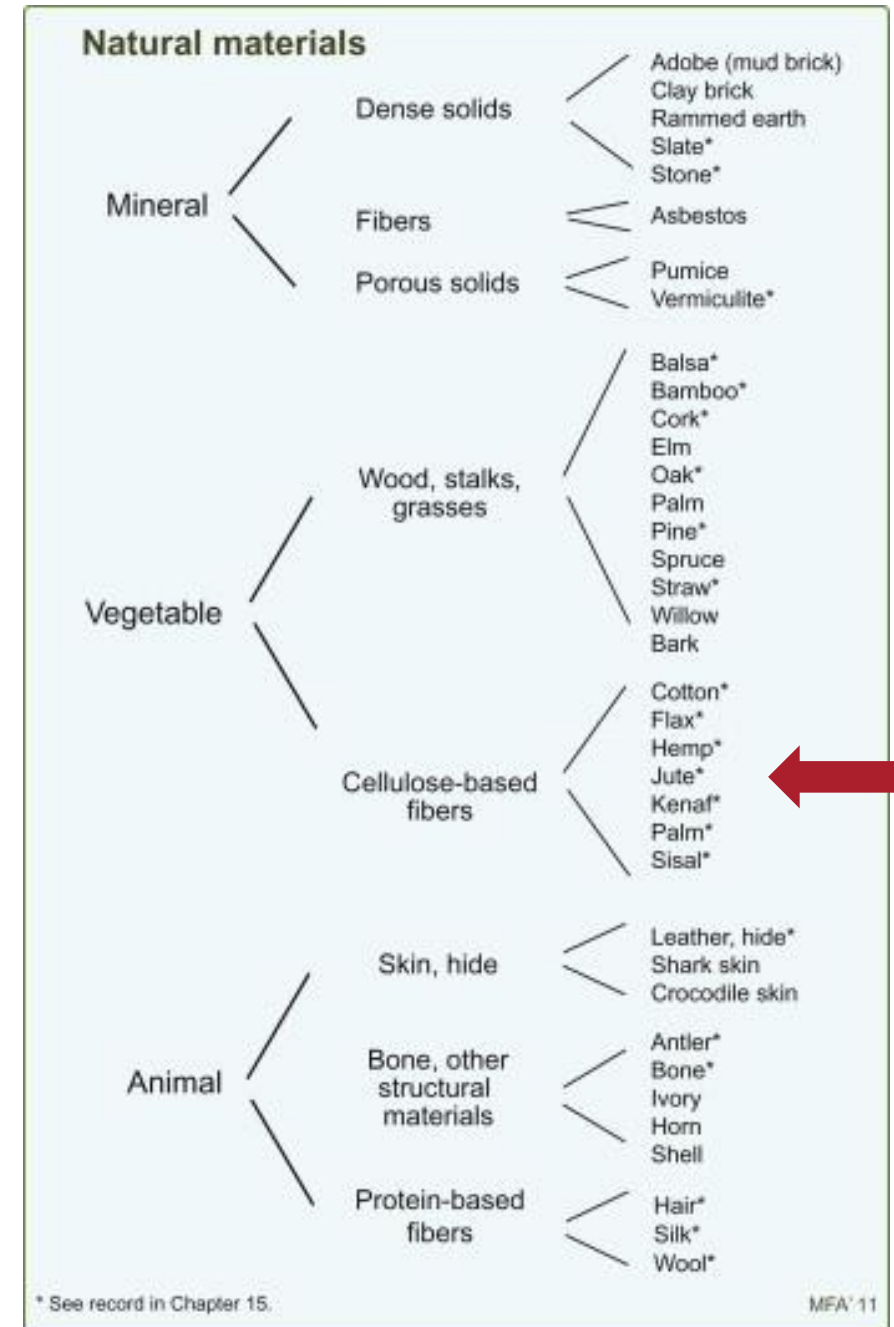 Natural materials
Mineral
Dense solids
Adobe (mud brick)
Clay brick
Rammed earth
Slate*
Stone*
Fibers
Asbestos
Porous solids
Pumice
Vermiculite*
Vegetable
Wood, stalks,
grasses
Balsa*
Bamboo*
Cork*
Elm
Oak*
Palm
Pine*
Spruce
Straw*
Willow
Bark
Cellulose-based
fibers
Cotton*
Flax*
Hemp*
Jute*
Kenaf*
Palm*
Sisal*
Animal
Skin, hide
Leather, hide*
Shark skin
Crocodile skin
Bone, other
structural
materials
Antler*
Bone*
Ivory
Horn
Shell
Protein-based
fibers
Hair*
Silk*
Wool*
* See record in Chapter 15.
MFA' 11